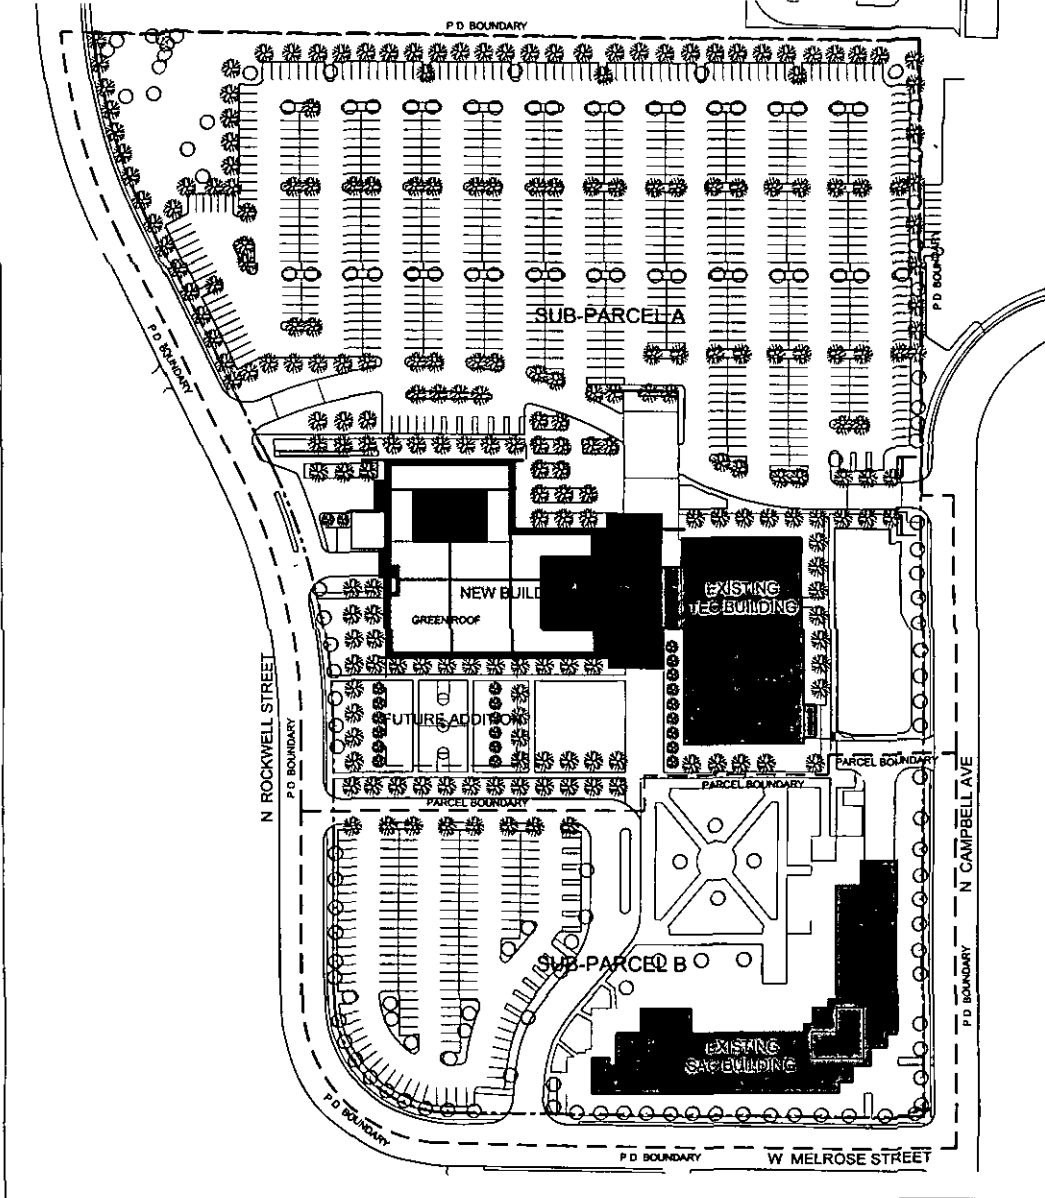 P D BOUNDARY
P D BOUNDARY
SUB-PARCEL A
P D BOUNDARY
NEW BUILD
EXISTING
TEC BUILDING
GREEN ROOF
N ROCKWELL STREET
P D BOUNDARY
FUTURE ADDITION
PARCEL BOUNDARY
PARCEL BOUNDARY
PARCEL BOUNDARY
N CAMPBELL AVE
SUB-PARCEL B
P D BOUNDARY
EXISTING
SAC BUILDING
P D BOUNDARY
P D BOUNDARY
W MELROSE STREET